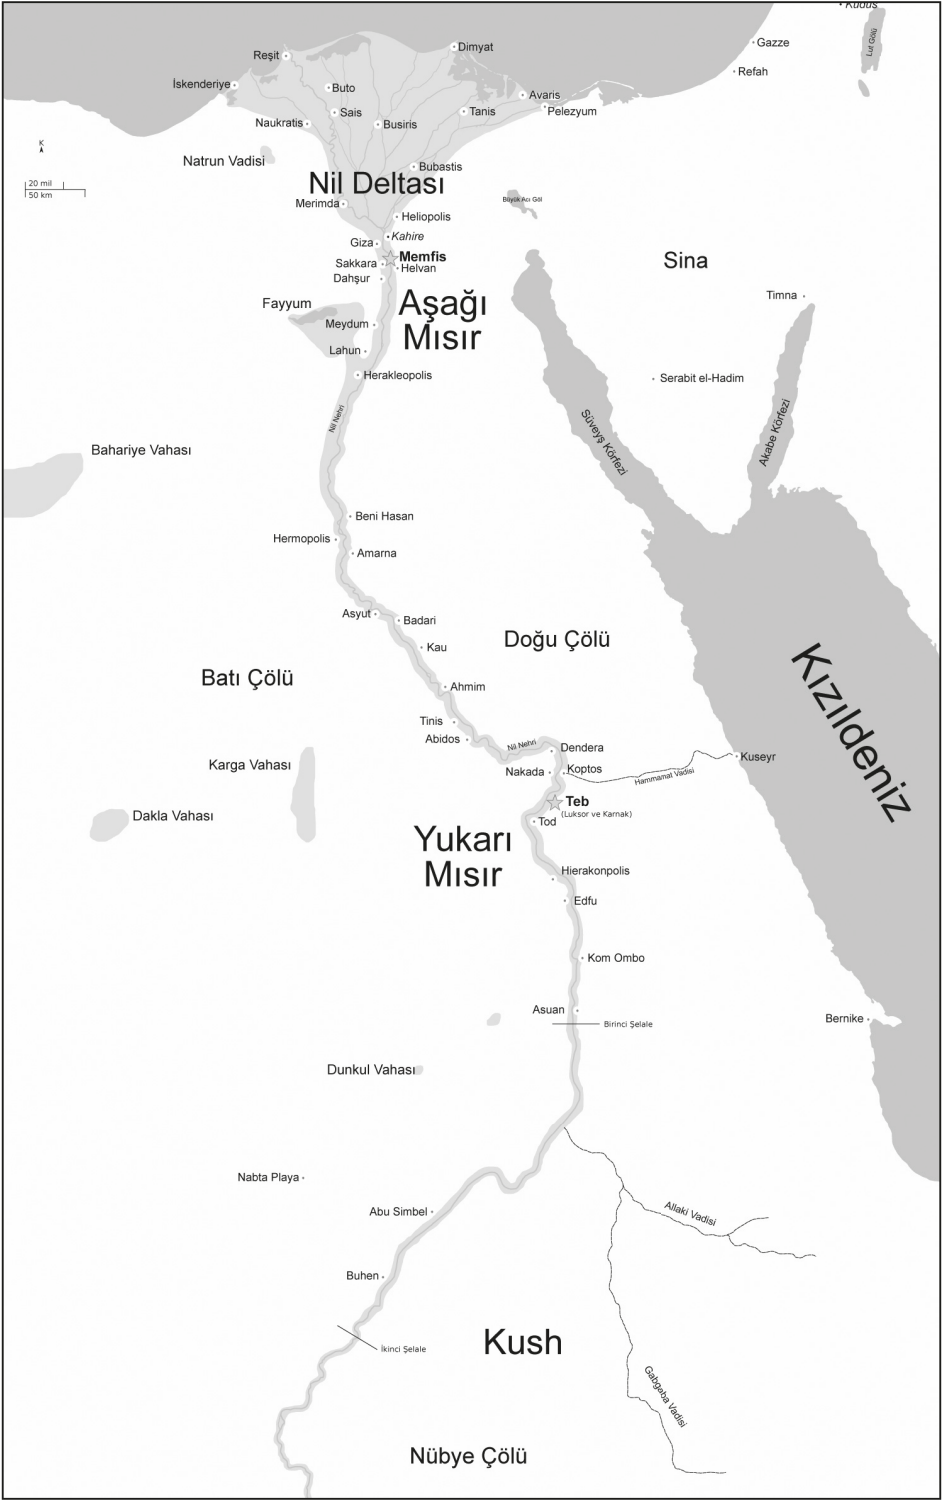 Kudüs
Lut Gölü
Gazze
Refah
Dimyat
Reşit
İskenderiye
Buto
Avaris
Sais
Tanis
Pelezyum
Naukratis
Busiris
K
Natrun Vadisi
Bubastis
20 mil
50 km
Nil Deltası
Merimda
Büyük Acı Göl
Heliopolis
Kahire
Giza
Memfis
Sakkara
Helvan
Dahşur
Sina
Timna
Fayyum
Aşağı
Mısır
Meydum
Lahun
Herakleopolis
Serabit el-Hadim
Nil Nehri
Süveyş Körfezi
Akabe Körfezi
Bahariye Vahası
Beni Hasan
Hermopolis
Amarna
Asyut
Badari
Kau
Doğu Çölü
Batı Çölü
Ahmim
Tinis
Abidos
Nil Nehri
Dendera
Kızıldeniz
Kuseyr
Karga Vahası
Nakada
Koptos
Hammamat Vadisi
Teb
(Luksor ve Karnak)
Dakla Vahası
Tod
Yukarı
Mısır
Hierakonpolis
Edfu
Kom Ombo
Asuan
Birinci Şelale
Bernike
Dunkul Vahası
Nabta Playa
Abu Simbel
Allaki Vadisi
Buhen
Kush
İkinci Şelale
Gabgaba Vadisi
Nübye Çölü